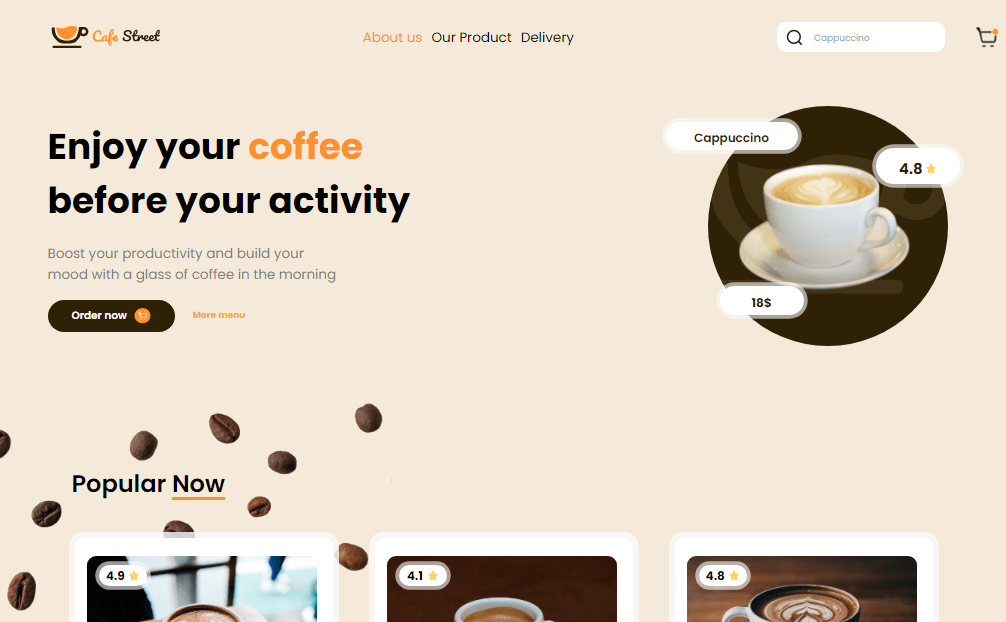 Cafe Street
About us Our Product Delivery
Cappuccino
Enjoy your coffee
before your activity
Boost your productivity and build your
mood with a glass of coffee in the morning
Order now
More menu
Cappuccino
4.8
18$
Popular Now
4.9
4.1
4.8